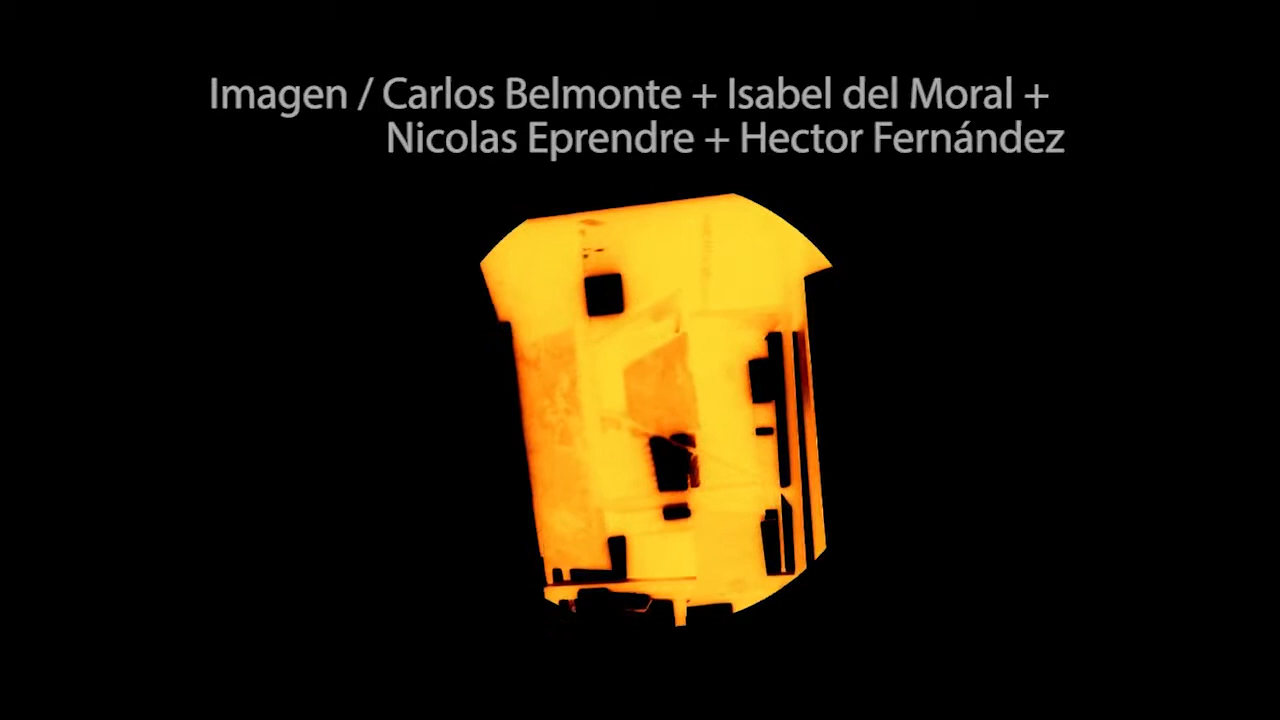 Imagen / Carlos Belmonte + Isabel del Moral +
Nicolas Eprendre + Hector Fernández